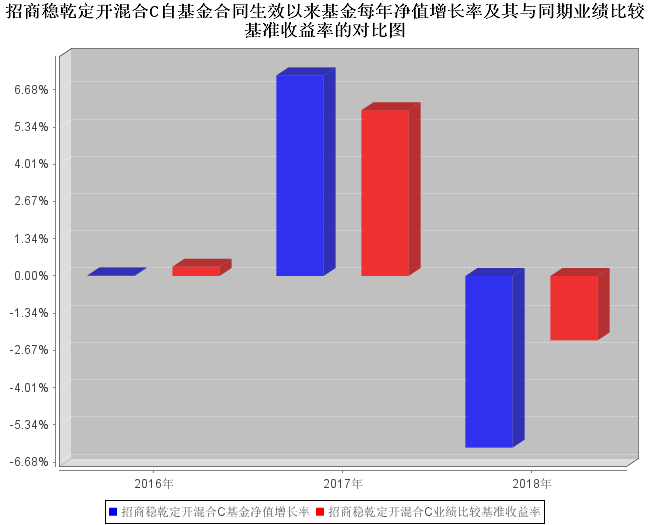 招商稳乾定开混合C自基金合同生效以来基金每年净值增长率及其与同期业绩比较
基准收益率的对比图
6.68%
5.34%
4.01%
2.67%
1.34%
0.00%
-1.34%
-2.67%
-4.01%
-5.34%
-6.68%
2016年 2017年 2018年
招商稳乾定开混合C基金净值增长率 招商稳乾定开混合C业绩比较基准收益率